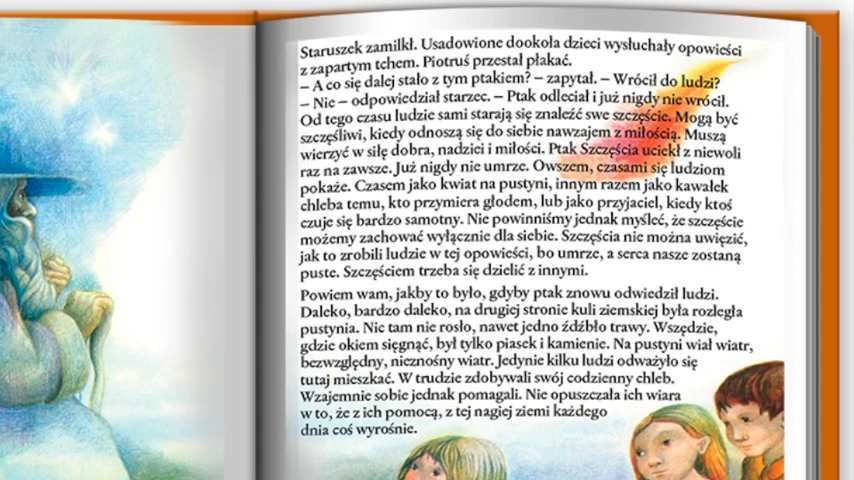 Staruszek zamilkł. Usadowione dookoła dzieci wysłuchały opowieści
z zapartym tchem. Piotruś przestał płakać.
– A co się dalej stało z tym ptakiem? – zapytał. – Wrócił do ludzi?
– Nie – odpowiedział starzec. – Ptak odleciał i już nigdy nie wrócił.
Od tego czasu ludzie sami starają się znaleźć swe szczęście. Mogą być
szczęśliwi, kiedy odnoszą się do siebie nawzajem z miłością. Muszą
wierzyć w siłę dobra, nadziei i miłości. Ptak Szczęścia uciekł z niewoli
raz na zawsze. Już nigdy nie umrze. Owszem, czasami się ludziom
pokaże. Czasem jako kwiat na pustyni, innym razem jako kawałek
chleba temu, kto przymiera głodem, lub jako przyjaciel, kiedy ktoś
czuje się bardzo samotny. Nie powinniśmy jednak myśleć, że szczęście
możemy zachować wyłącznie dla siebie. Szczęścia nie można uwięzić,
jak to zrobili ludzie w tej opowieści, bo umrze, a serca nasze zostaną
puste. Szczęściem trzeba się dzielić z innymi.
Powiem wam, jakby to było, gdyby ptak znowu odwiedził ludzi.
Daleko, bardzo daleko, na drugiej stronie kuli ziemskiej była rozległa
pustynia. Nic tam nie rosło, nawet jedno źdźbło trawy. Wszędzie,
gdzie okiem sięgnąć, był tylko piasek i kamienie. Na pustyni wiał wiatr,
bezwzględny, nieznośny wiatr. Jedynie kilku ludzi odważyło się
tutaj mieszkać. W trudzie zdobywali swój codzienny chleb.
Wzajemnie sobie jednak pomagali. Nie opuszczała ich wiara
w to, że z ich pomocą, z tej nagiej ziemi każdego
dnia coś wyrośnie.